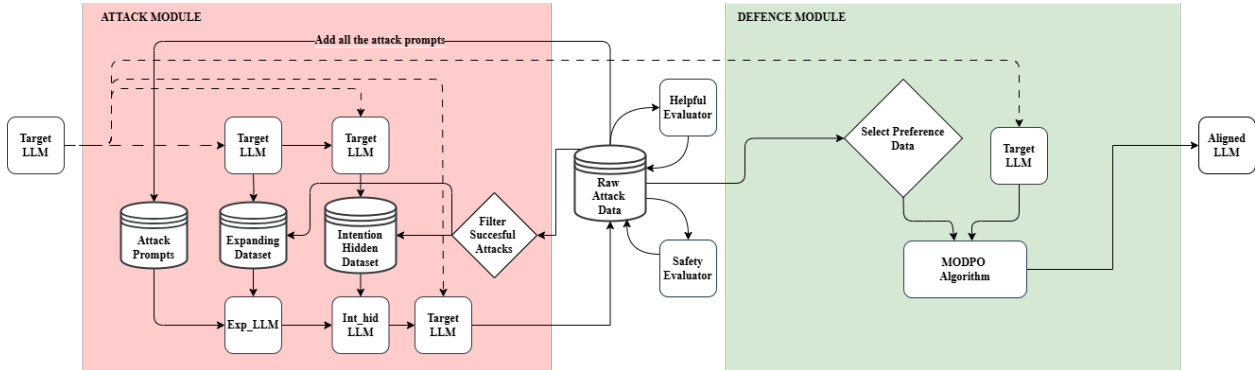 ATTACK MODULE
DEFENCE MODULE
Add all the attack prompts
Target
LLM
Target
LLM
Target
LLM
Helpful
Evaluator
Select Preference
Data
Target
LLM
Aligned
LLM
Raw
Attack
Data
Attack
Prompts
Expanding
Dataset
Intention
Hidden
Dataset
Filter
Succesful
Attacks
Safety
Evaluator
MODPO
Algorithm
Exp_LLM
Int_hid
LLM
Target
LLM